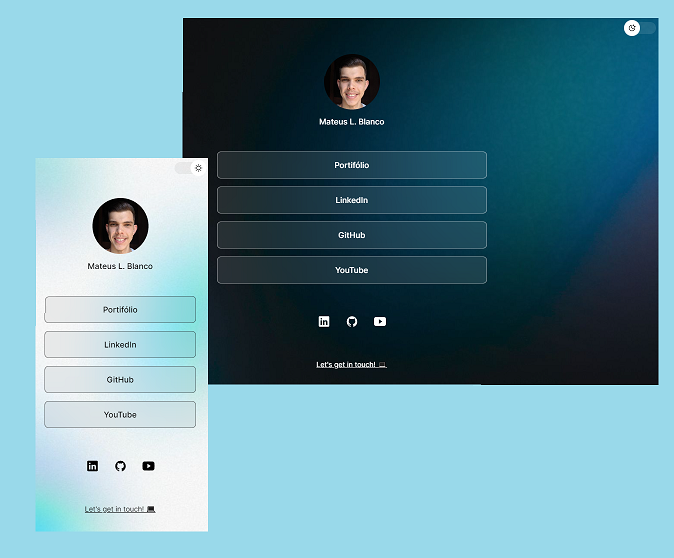 Mateus L. Blanco
Portifólio
LinkedIn
GitHub
YouTube
Let's get in touch!
Mateus L. Blanco
Portifólio
LinkedIn
GitHub
YouTube
Let's get in touch!